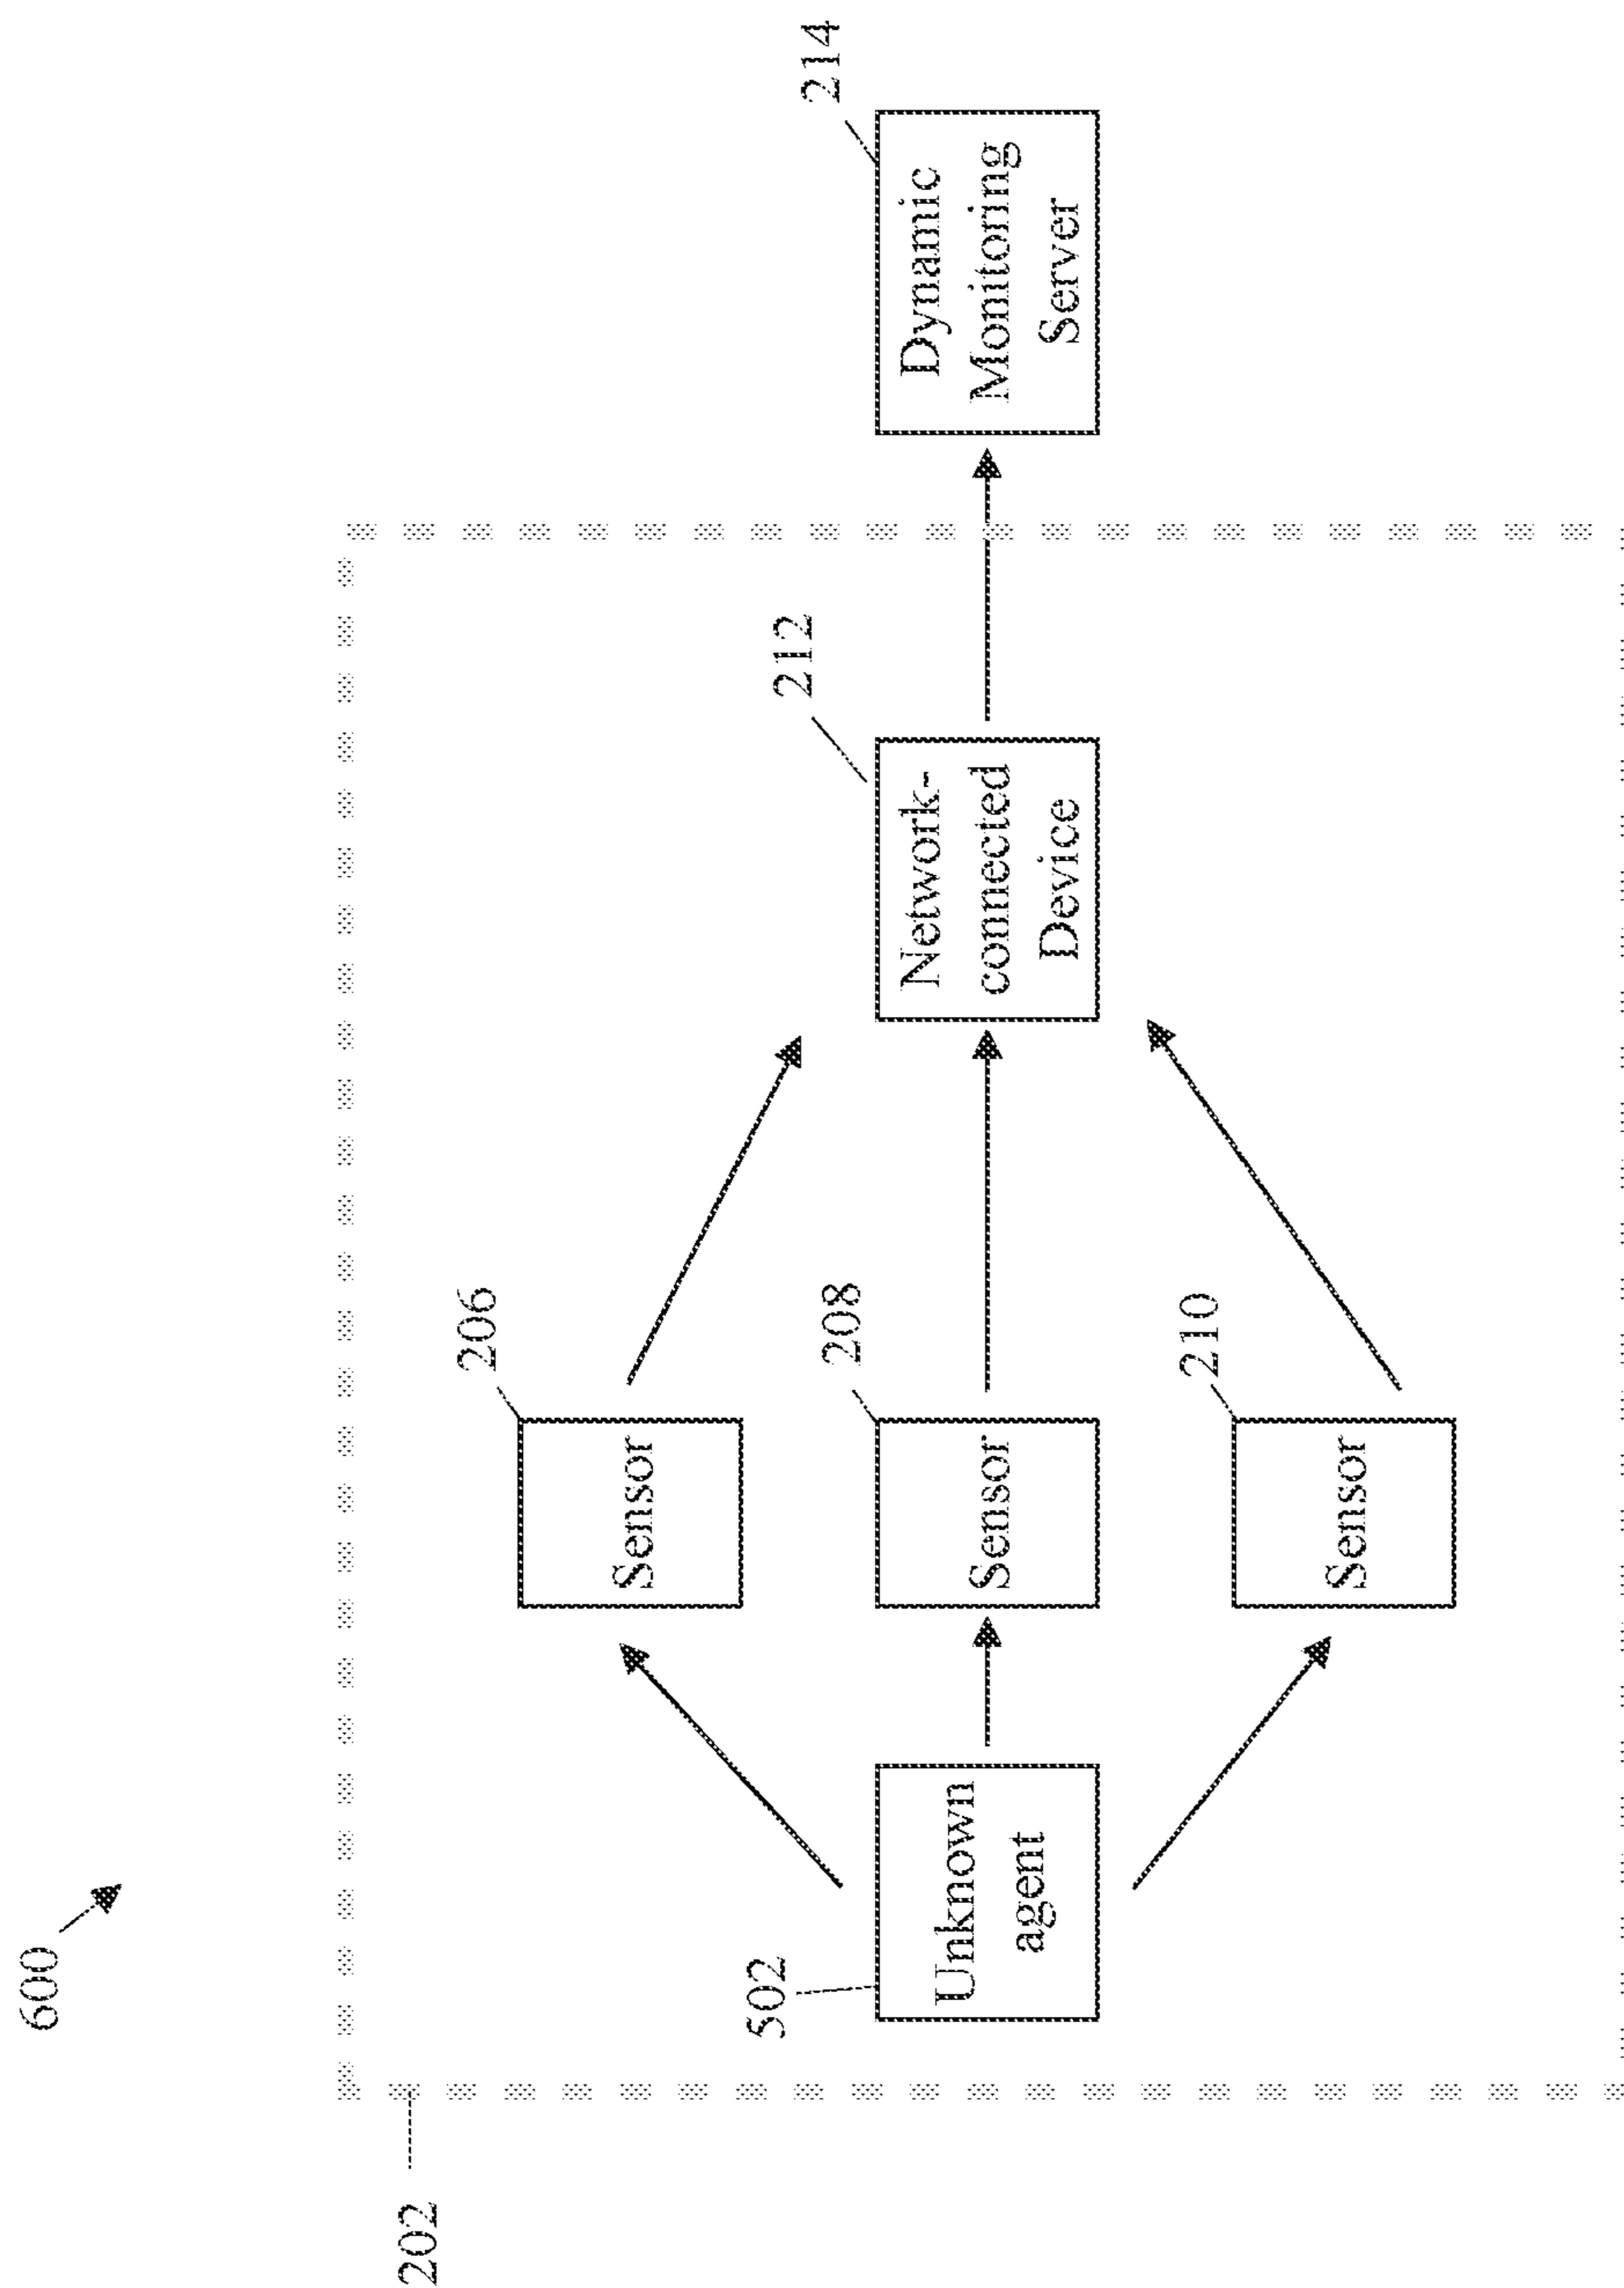 600
202
206
Sensor
502
Unknown
agent
208
Sensor
212
Network-
connected
Device
214
Dynamic
Monitoring
Server
210
Sensor